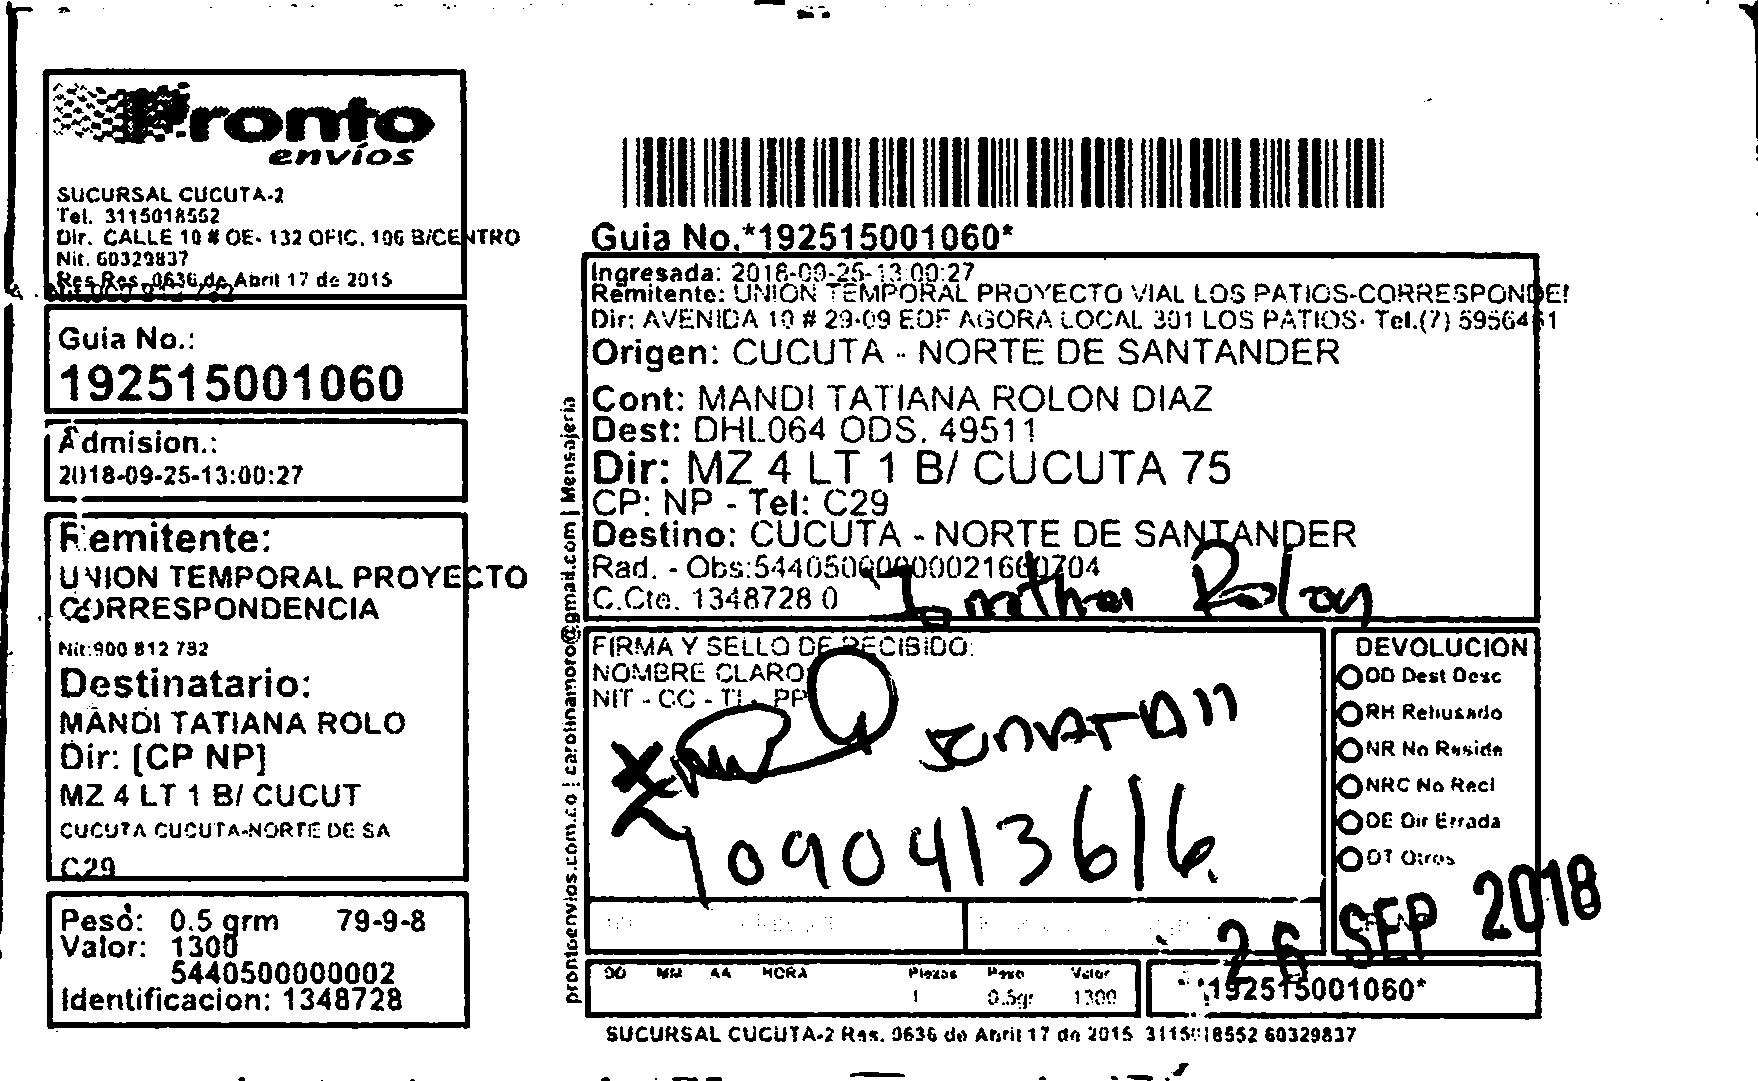 Pronto
envíos
SUCURSAL CUCUTA-2
Tel. 3115018552
Dir. CALLE 10 # OE- 132 OFIC. 106 B/CENTRO
Nit. 60329837
Res Res. 0636 de Abril 17 de 2015
Guia No.:
192515001060
Admision.:
2018-09-25-13:00:27
Remitente:
UNION TEMPORAL PROYECTO
CORRESPONDENCIA
Nit:900 812 732
Destinatario:
MANDI TATIANA ROLO
Dir: [CP NP]
MZ 4 LT 1 B/ CUCUT
CUCUTA CUCUTA-NORTE DE SA
C29
Peso: 0.5 grm 79-9-8
Valor: 1300
5440500000002
Identificacion: 1348728
prontoenvios.com.co | carolinamoro@gmail.com | Mensajeria
Guia No.*192515001060*
Ingresada: 2018-09-25-13:00:27
Remitente: UNION TEMPORAL PROYECTO VIAL LOS PATIOS-CORRESPONDE
Dir: AVENIDA 10 # 29-09 EDF AGORA LOCAL 301 LOS PATIOS- Tel.(7) 5956461
Origen: CUCUTA - NORTE DE SANTANDER
Cont: MANDI TATIANA ROLON DIAZ
Dest: DHL064 ODS. 49511
Dir: MZ 4 LT 1 B/ CUCUTA 75
CP: NP - Tel: C29
Destino: CUCUTA - NORTE DE SANTANDER
Rad. - Obs:
C.Cte. 1348728 0
Rolon
FIRMA Y SELLO DE RECIBIDO:
NOMBRE CLARO
NIT - CC - TI - PP
1090413616
DEVOLUCION
DD Dest Desc
RH Rehusado
NR No Reside
NRC No Recl
DE Dir Errada
OT Otros
26 SEP 2018
DD MM AA HORA Piezas Peso Valor
1 0.5gr 1300
*192515001060*
SUCURSAL CUCUTA-2 Res. 0636 de Abril 17 de 2015 3115018552 60329837